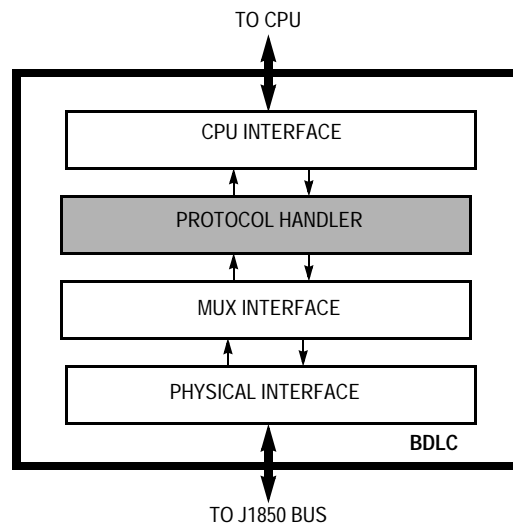 TO CPU
CPU INTERFACE
PROTOCOL HANDLER
MUX INTERFACE
PHYSICAL INTERFACE
BDLC
TO J1850 BUS